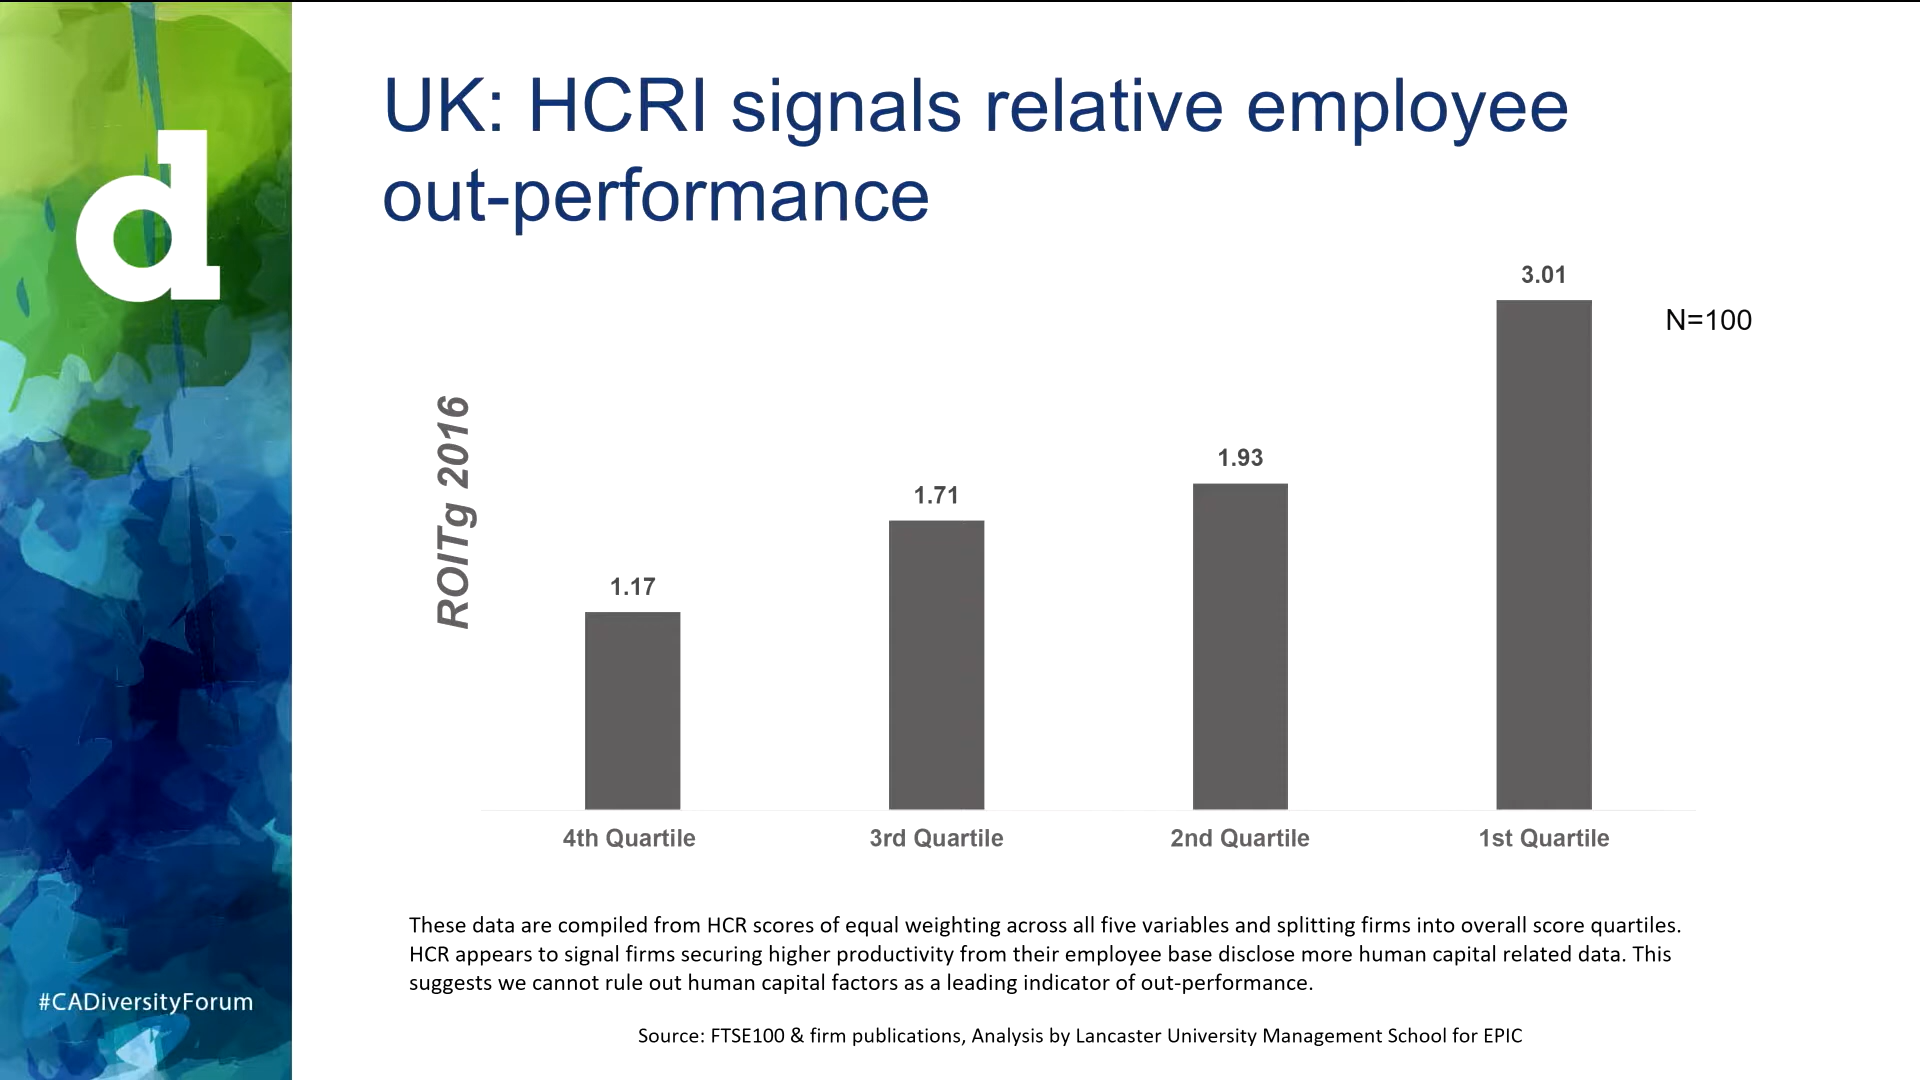 d
UK: HCRI signals relative employee
out-performance
3.01
N=100
1.93
1.71
1.17
ROITg 2016
4th Quartile 3rd Quartile 2nd Quartile 1st Quartile
These data are compiled from HCR scores of equal weighting across all five variables and splitting firms into overall score quartiles.
HCR appears to signal firms securing higher productivity from their employee base disclose more human capital related data. This
suggests we cannot rule out human capital factors as a leading indicator of out-performance.
#CADiversityForum
Source: FTSE100 & firm publications, Analysis by Lancaster University Management School for EPIC